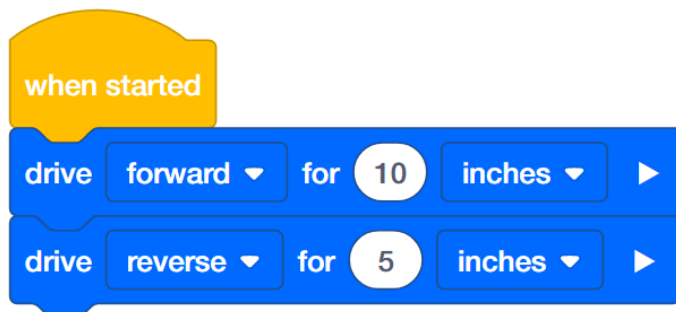 when started
drive forward for 10 inches
drive reverse for 5 inches